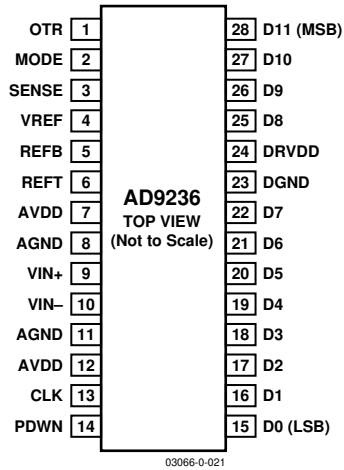 OTR 1
MODE 2
SENSE 3
VREF 4
REFB 5
REFT 6
AVDD 7
AGND 8
VIN+ 9
VIN– 10
AGND 11
AVDD 12
CLK 13
PDWN 14
AD9236
TOP VIEW
(Not to Scale)
28 D11 (MSB)
27 D10
26 D9
25 D8
24 DRVDD
23 DGND
22 D7
21 D6
20 D5
19 D4
18 D3
17 D2
16 D1
15 D0 (LSB)
03066-0-021